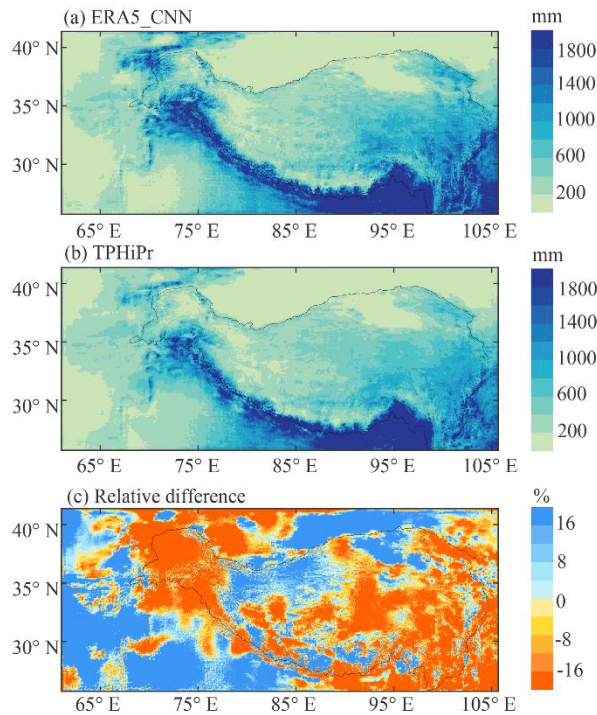 (a) ERA5_CNN
mm
40° N
35° N
30° N
1800
1400
1000
600
200
65° E 75° E 85° E 95° E 105° E
(b) TPHiPr
mm
40° N
35° N
30° N
1800
1400
1000
600
200
65° E 75° E 85° E 95° E 105° E
(c) Relative difference
%
40° N
35° N
30° N
16
8
0
-8
-16
65° E 75° E 85° E 95° E 105° E